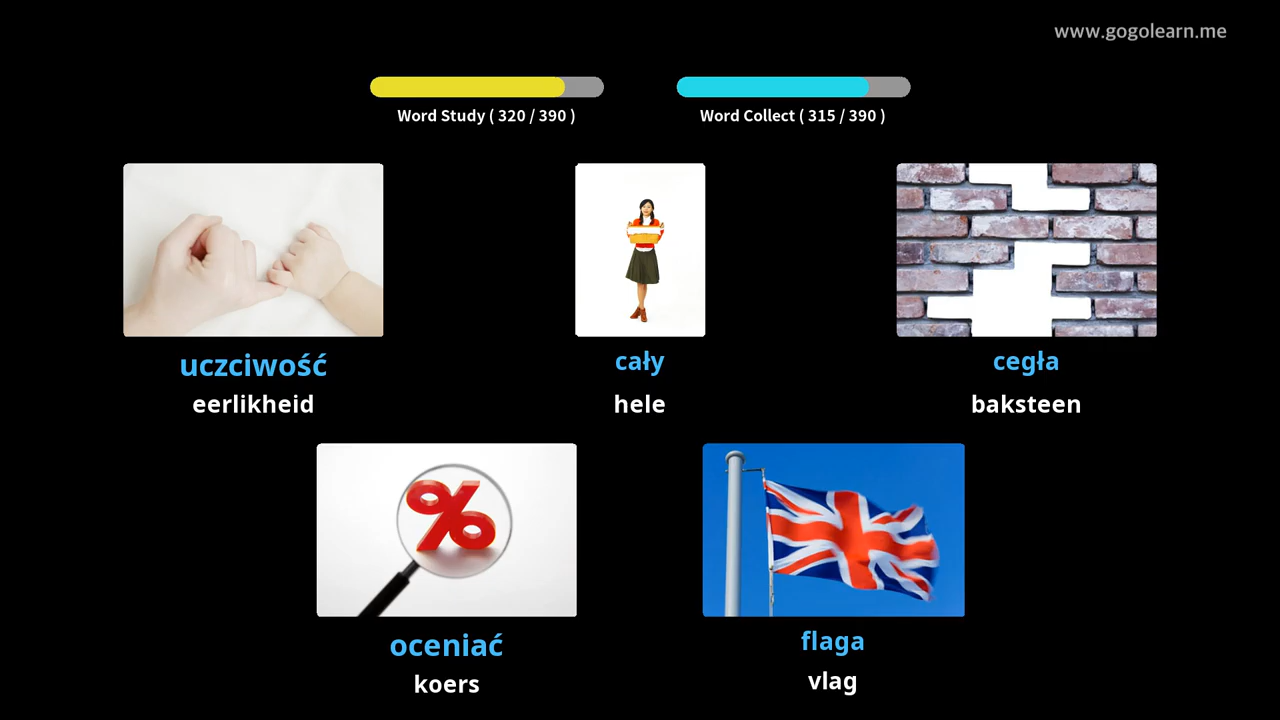 www.gogolearn.me
Word Study ( 320 / 390 )
Word Collect ( 315 / 390 )
uczciwość
eerlikheid
cały
hele
cegła
baksteen
oceniać
koers
flaga
vlag